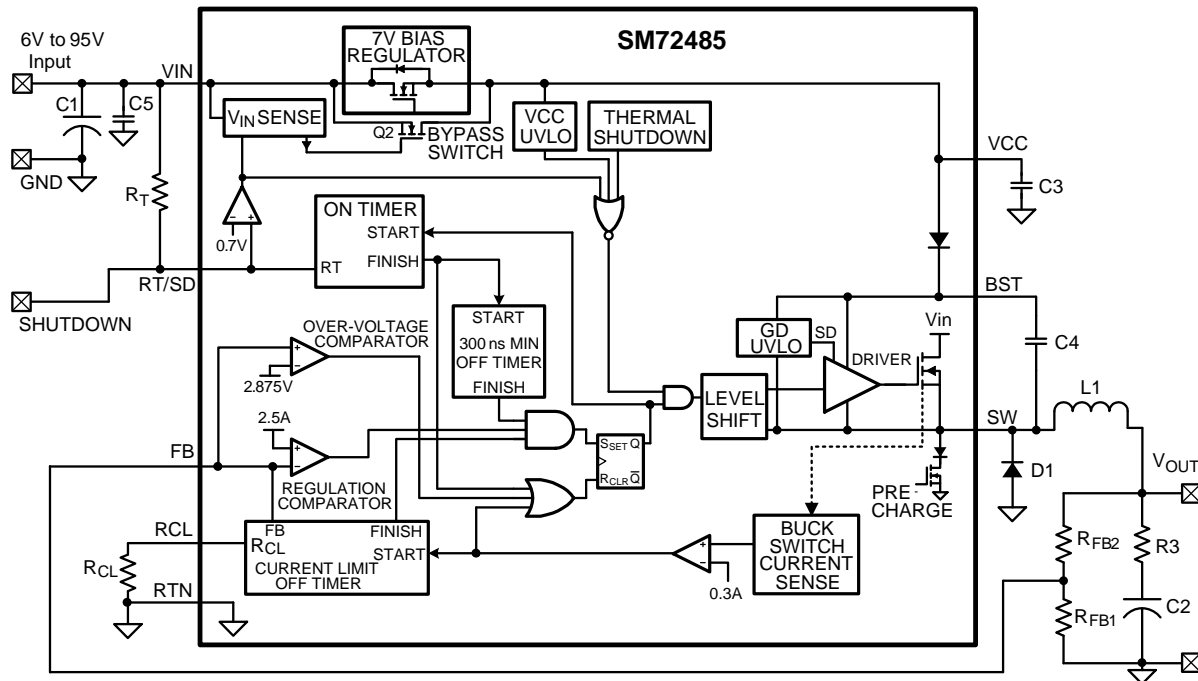 SM72485
6V to 95V
Input
VIN
7V BIAS
REGULATOR
C1
C5
VIN SENSE
Q2
BYPASS
SWITCH
VCC
UVLO
THERMAL
SHUTDOWN
VCC
C3
GND
RT
0.7V
ON TIMER
START
RT
FINISH
RT/SD
SHUTDOWN
START
300 ns MIN
OFF TIMER
FINISH
OVER-VOLTAGE
COMPARATOR
2.875V
BST
Vin
GD
UVLO
SD
DRIVER
C4
LEVEL
SHIFT
L1
SW
2.5A
FB
REGULATION
COMPARATOR
S SET Q
R CLR Q
D1
VOUT
PRE -
CHARGE
RCL
FB
FINISH
RCL
START
CURRENT LIMIT
OFF TIMER
RCL
RTN
BUCK
SWITCH
CURRENT
SENSE
0.3A
RFB2
R3
RFB1
C2